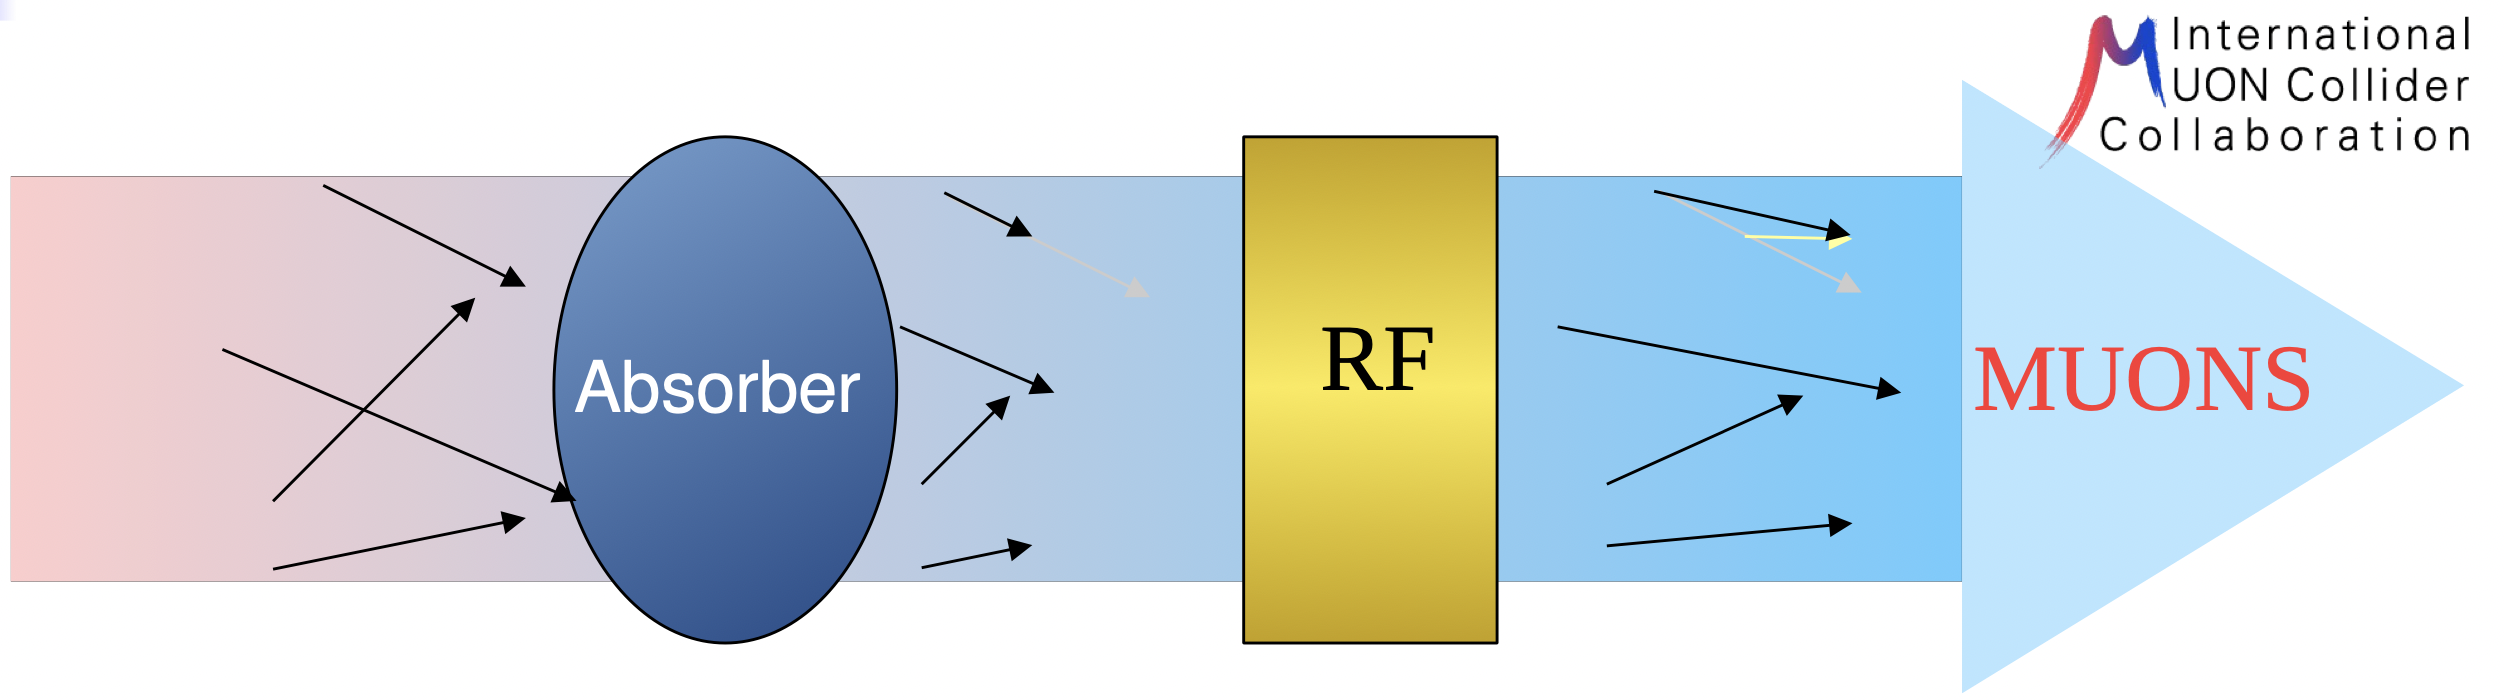 International
UON Collider
Collaboration
Absorber
RF
MUONS